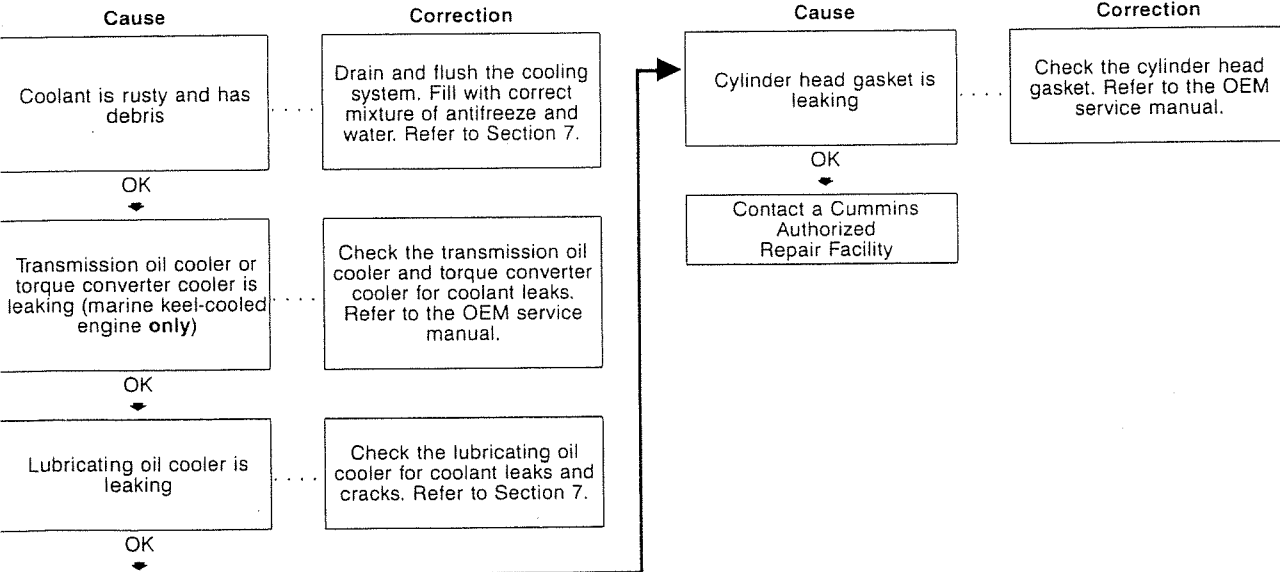 Cause
Correction
Coolant is rusty and has
debris
Drain and flush the cooling
system. Fill with correct
mixture of antifreeze and
water. Refer to Section 7.
OK
Transmission oil cooler or
torque converter cooler is
leaking (marine keel-cooled
engine only)
Check the transmission oil
cooler and torque converter
cooler for coolant leaks.
Refer to the OEM service
manual.
OK
Lubricating oil cooler is
leaking
Check the lubricating oil
cooler for coolant leaks and
cracks. Refer to Section 7.
OK
Cause
Correction
Cylinder head gasket is
leaking
Check the cylinder head
gasket. Refer to the OEM
service manual.
OK
Contact a Cummins
Authorized
Repair Facility